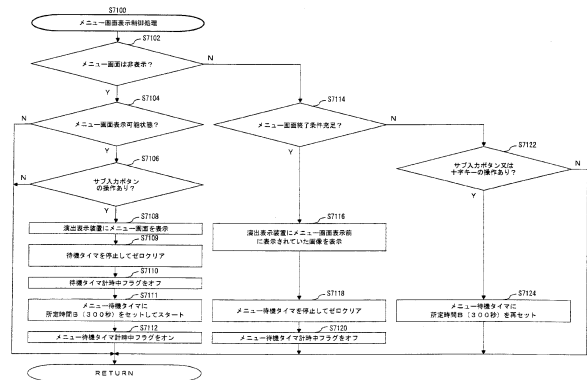 S7100
メニュー画面表示制御処理
S7102
メニュー画面は非表示?
N
Y
S7104
メニュー画面表示可能状態?
N
Y
S7106
サブ入力ボタン
の操作あり?
N
Y
S7108
演出表示装置にメニュー画面を表示
S7109
待機タイマを停止してゼロクリア
S7110
待機タイマ計時中フラグをオフ
S7111
メニュー待機タイマに
所定時間B(300秒)をセットしてスタート
S7112
メニュー待機タイマ計時中フラグをオン
S7114
メニュー画面終了条件充足?
N
Y
S7116
演出表示装置にメニュー画面表示前
に表示されていた画像を表示
S7118
メニュー待機タイマを停止してゼロクリア
S7120
メニュー待機タイマ計時中フラグをオフ
S7122
サブ入力ボタン又は
十字キーの操作あり?
N
Y
S7124
メニュー待機タイマに
所定時間B(300秒)を再セット
RETURN